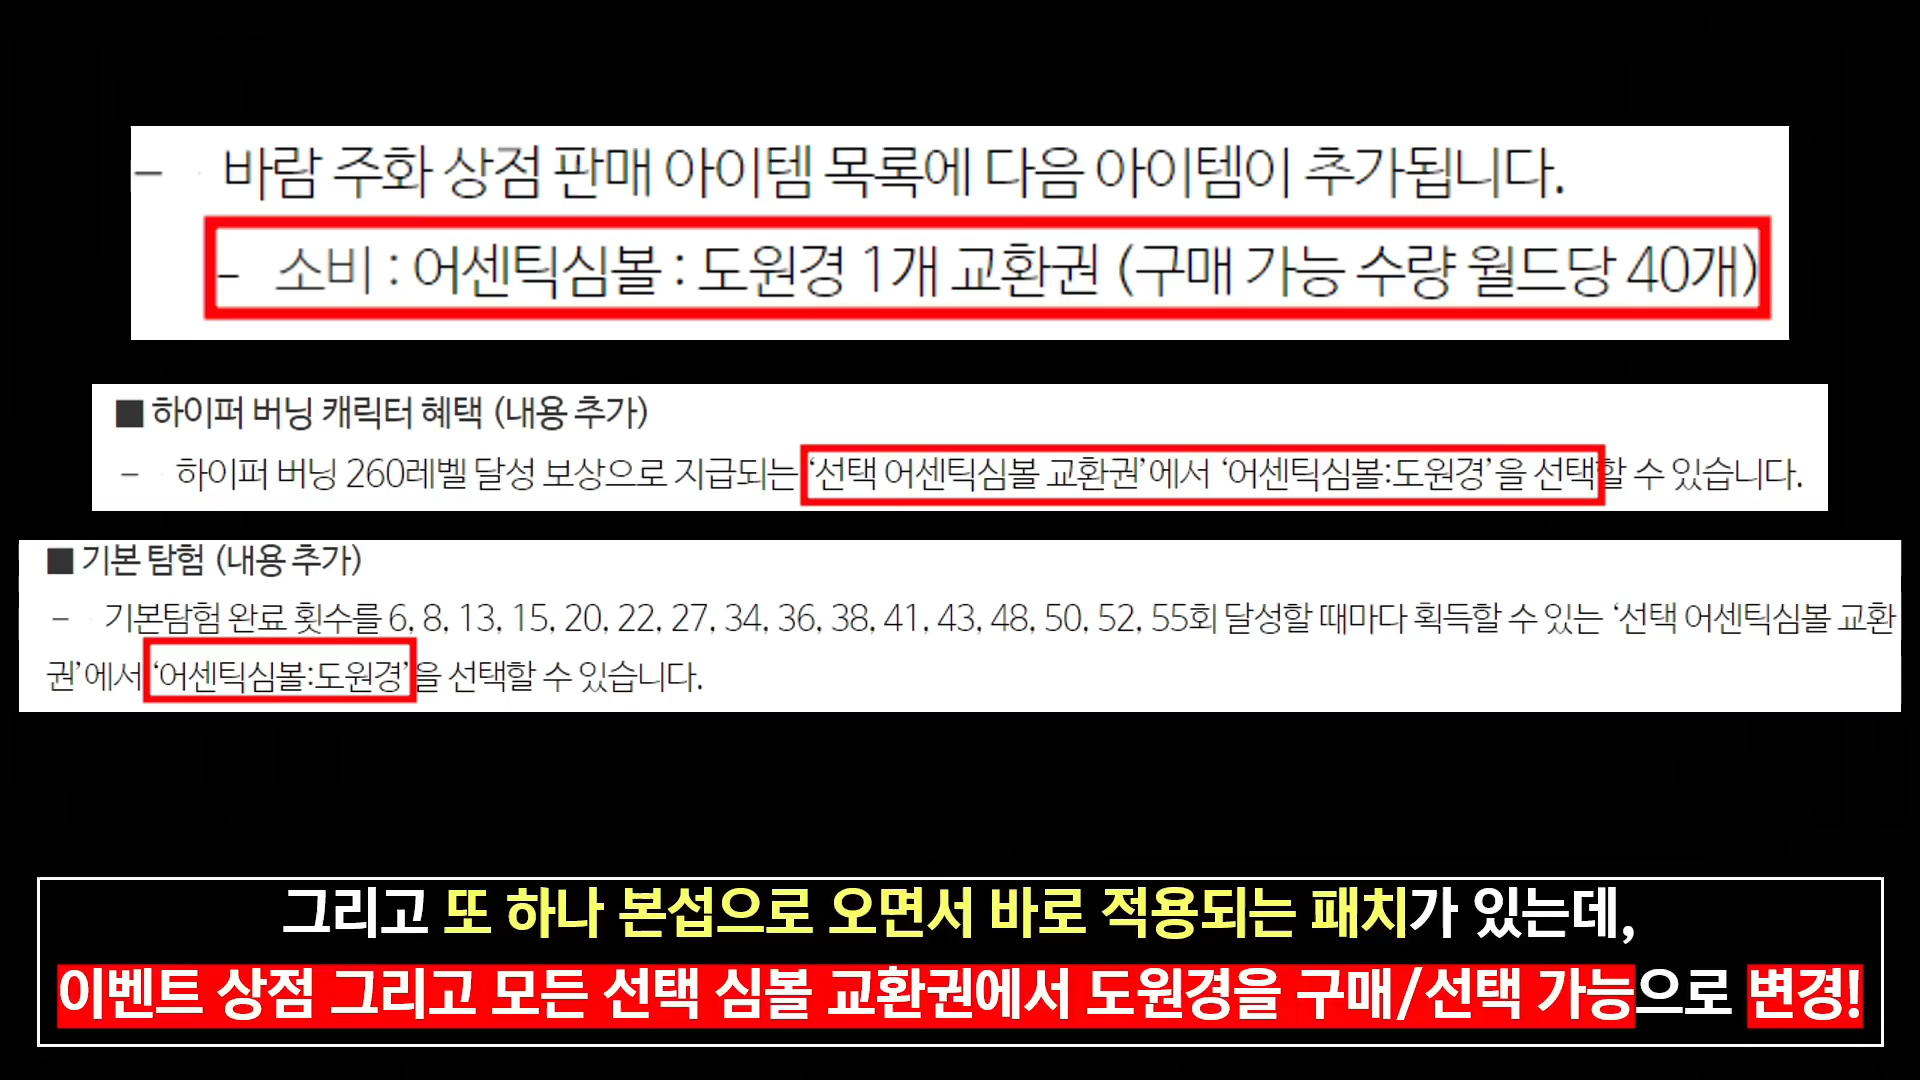 - 바람 주화 상점 판매 아이템 목록에 다음 아이템이 추가됩니다.
- 소비 : 어센틱심볼 : 도원경 1개 교환권 (구매 가능 수량 월드당 40개)
■ 하이퍼 버닝 캐릭터 혜택 (내용 추가)
- 하이퍼 버닝 260레벨 달성 보상으로 지급되는 ‘선택 어센틱심볼 교환권’에서 ‘어센틱심볼:도원경’을 선택할 수 있습니다.
■ 기본 탐험 (내용 추가)
- 기본탐험 완료 횟수를 6, 8, 13, 15, 20, 22, 27, 34, 36, 38, 41, 43, 48, 50, 52, 55회 달성할 때마다 획득할 수 있는 ‘선택 어센틱심볼 교환
권’에서 ‘어센틱심볼:도원경’을 선택할 수 있습니다.
그리고 또 하나 본섭으로 오면서 바로 적용되는 패치가 있는데,
이벤트 상점 그리고 모든 선택 심볼 교환권에서 도원경을 구매/선택 가능으로 변경!